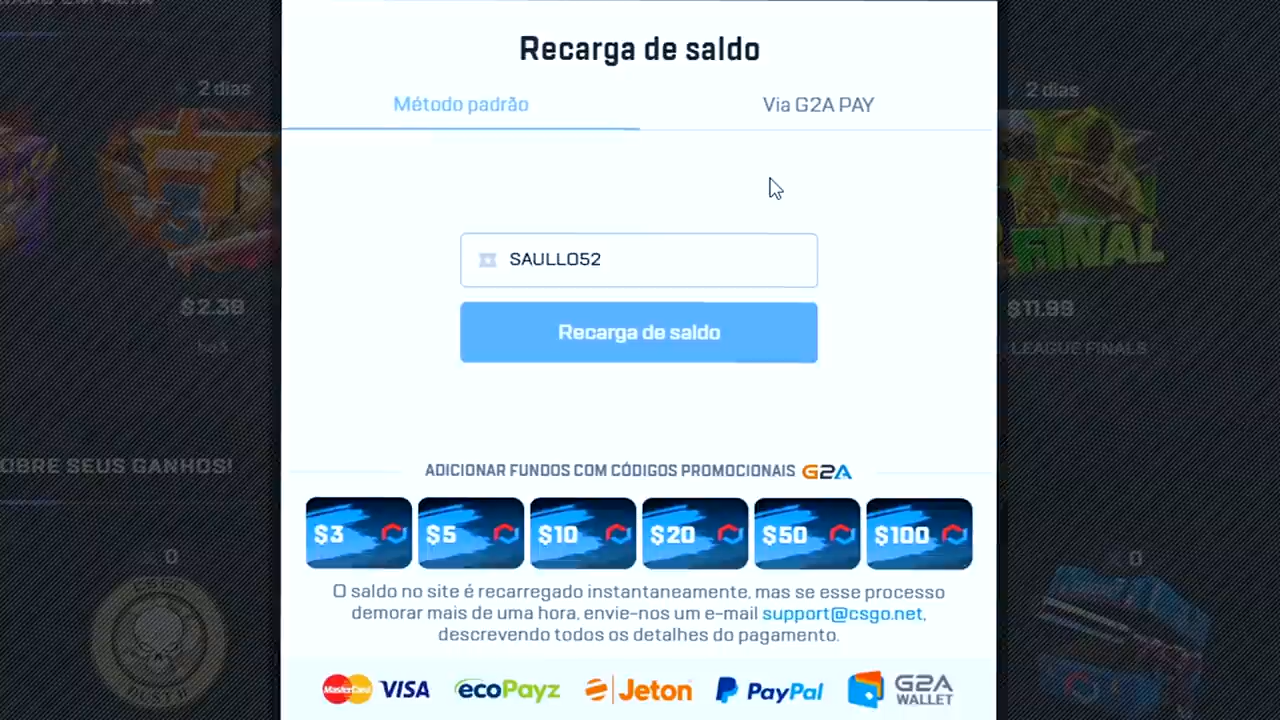 Recarga de saldo
Método padrão
Via G2A PAY
2 dias
2 dias
SAULLO52
Recarga de saldo
$2.38
$11.99
LEAGUE FINALS
FINAL
OBRE SEUS GANHOS!
ADICIONAR FUNDOS COM CÓDIGOS PROMOCIONAIS G2A
$3
$5
$10
$20
$50
$100
0
0
O saldo no site é recarregado instantaneamente, mas se esse processo
demorar mais de uma hora, envie-nos um e-mail support@csgo.net,
descrevendo todos os detalhes do pagamento.
MasterCard VISA
ecoPayz
Jeton
PayPal
G2A
WALLET